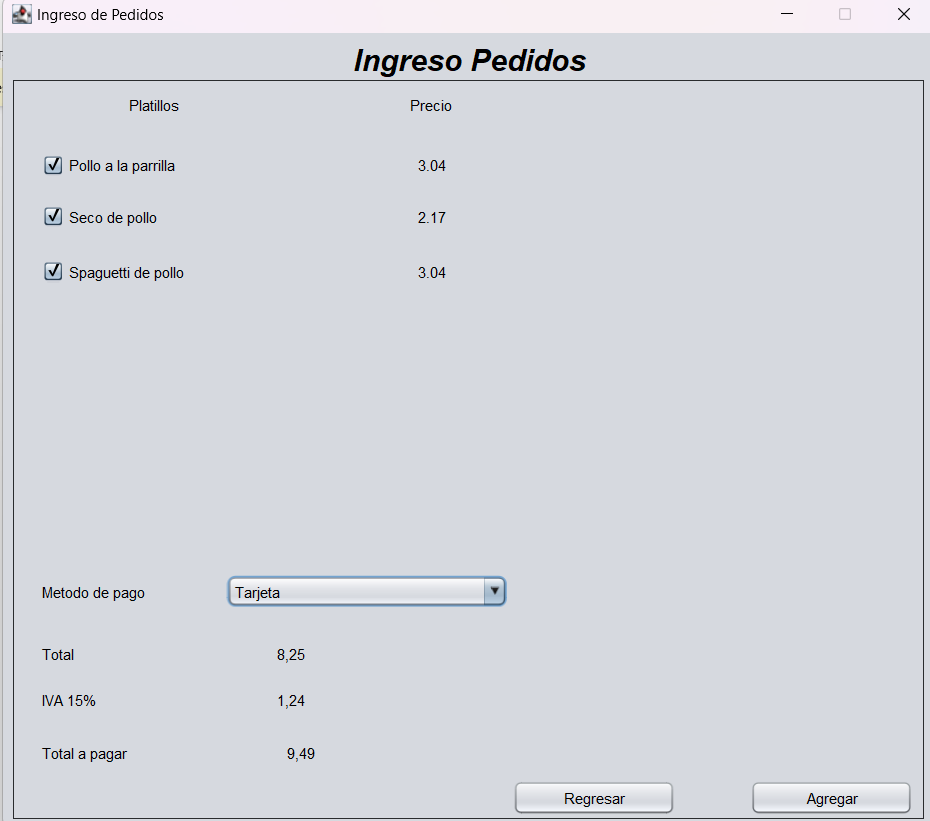 Ingreso de Pedidos
Ingreso Pedidos
Platillos Precio
Pollo a la parrilla 3.04
Seco de pollo 2.17
Spaguetti de pollo 3.04
Metodo de pago Tarjeta
Total 8,25
IVA 15% 1,24
Total a pagar 9,49
Regresar Agregar